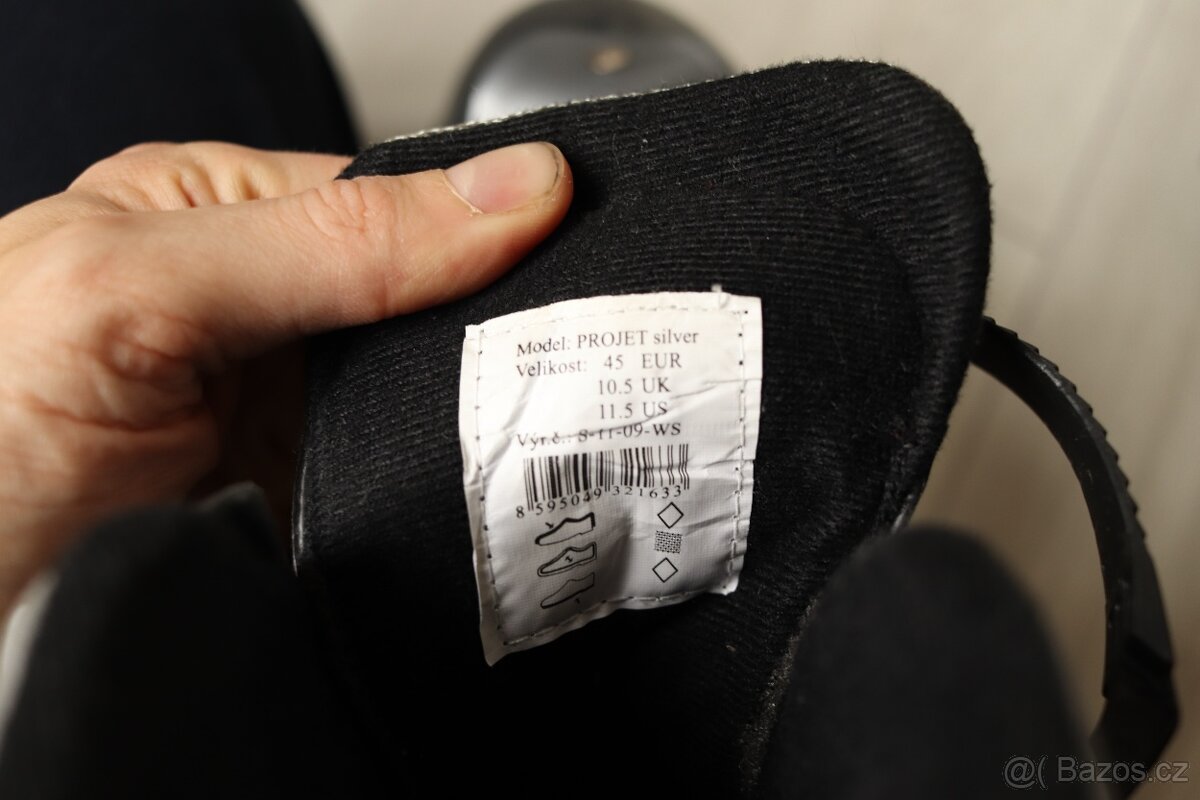 Model: PROJET silver
Velikost: 45 EUR
10.5 UK
11.5 US
Výr.č.: 8-11-09-WS
8 595049 321633
@( Bazos.cz